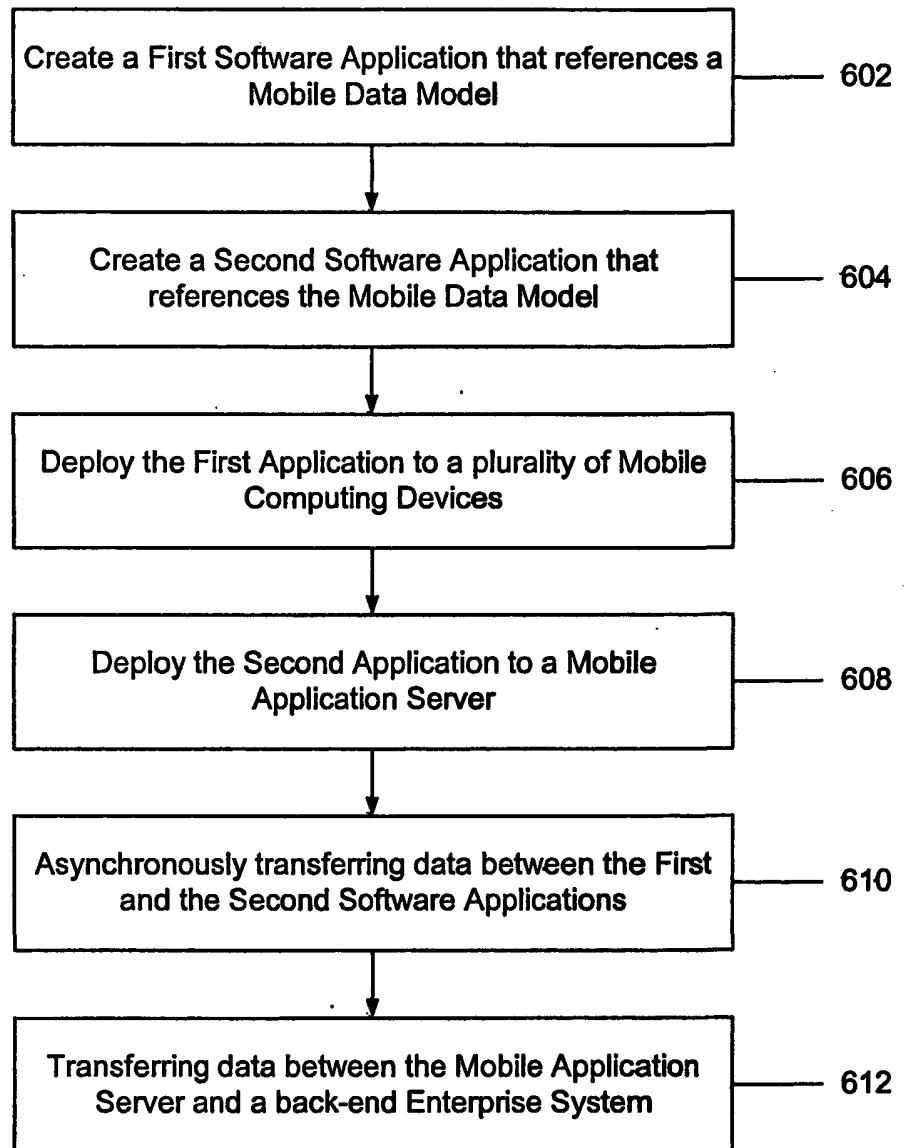 Create a First Software Application that references a
Mobile Data Model
602
Create a Second Software Application that
references the Mobile Data Model
604
Deploy the First Application to a plurality of Mobile
Computing Devices
606
Deploy the Second Application to a Mobile
Application Server
608
Asynchronously transferring data between the First
and the Second Software Applications
610
Transferring data between the Mobile Application
Server and a back-end Enterprise System
612